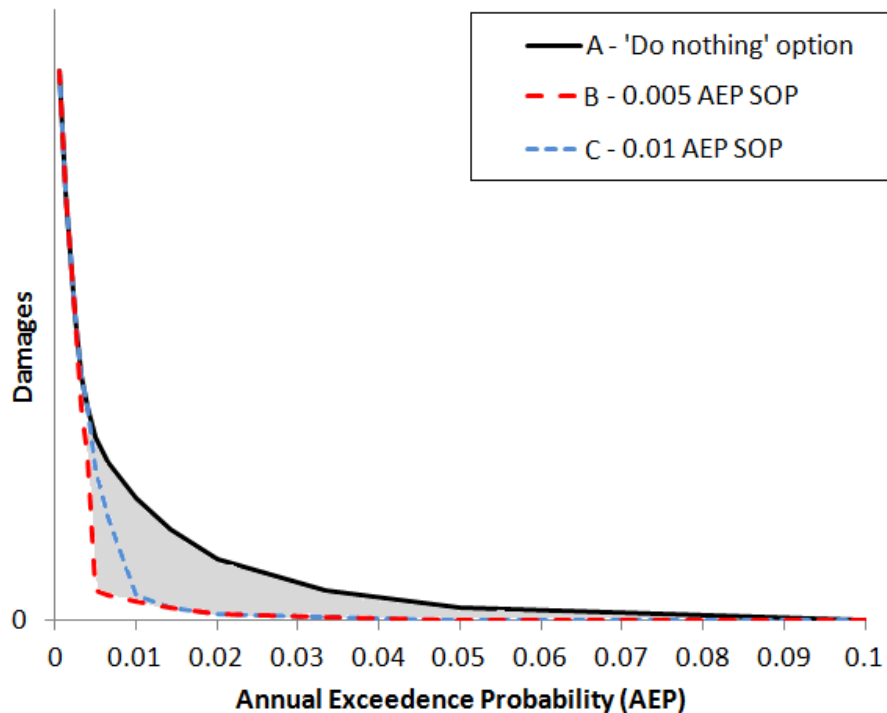 A - 'Do nothing' option
B - 0.005 AEP SOP
C - 0.01 AEP SOP
Damages
0
0 0.01 0.02 0.03 0.04 0.05 0.06 0.07 0.08 0.09 0.1
Annual Exceedence Probability (AEP)